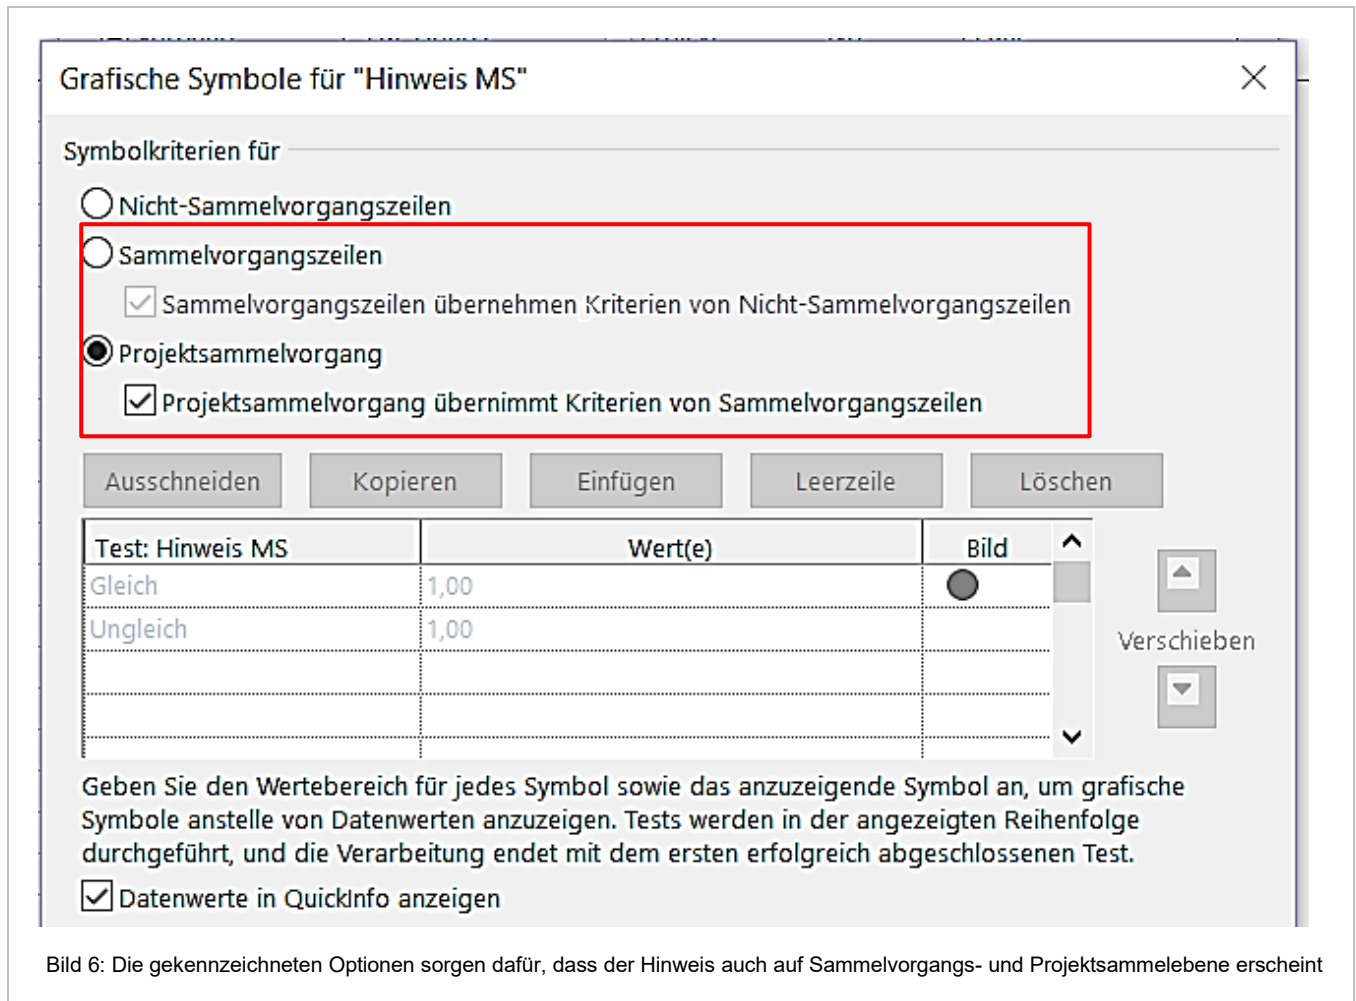 Grafische Symbole für "Hinweis MS"
Symbolkriterien für
Nicht-Sammelvorgangszeilen
Sammelvorgangszeilen
Sammelvorgangszeilen übernehmen Kriterien von Nicht-Sammelvorgangszeilen
Projektsammelvorgang
Projektsammelvorgang übernimmt Kriterien von Sammelvorgangszeilen
Ausschneiden Kopieren Einfügen Leerzeile Löschen
Test: Hinweis MS Wert(e) Bild
Gleich 1,00
Ungleich 1,00
Verschieben
Geben Sie den Wertebereich für jedes Symbol sowie das anzuzeigende Symbol an, um grafische
Symbole anstelle von Datenwerten anzuzeigen. Tests werden in der angezeigten Reihenfolge
durchgeführt, und die Verarbeitung endet mit dem ersten erfolgreich abgeschlossenen Test.
Datenwerte in QuickInfo anzeigen
Bild 6: Die gekennzeichneten Optionen sorgen dafür, dass der Hinweis auch auf Sammelvorgangs- und Projektsammelebene erscheint